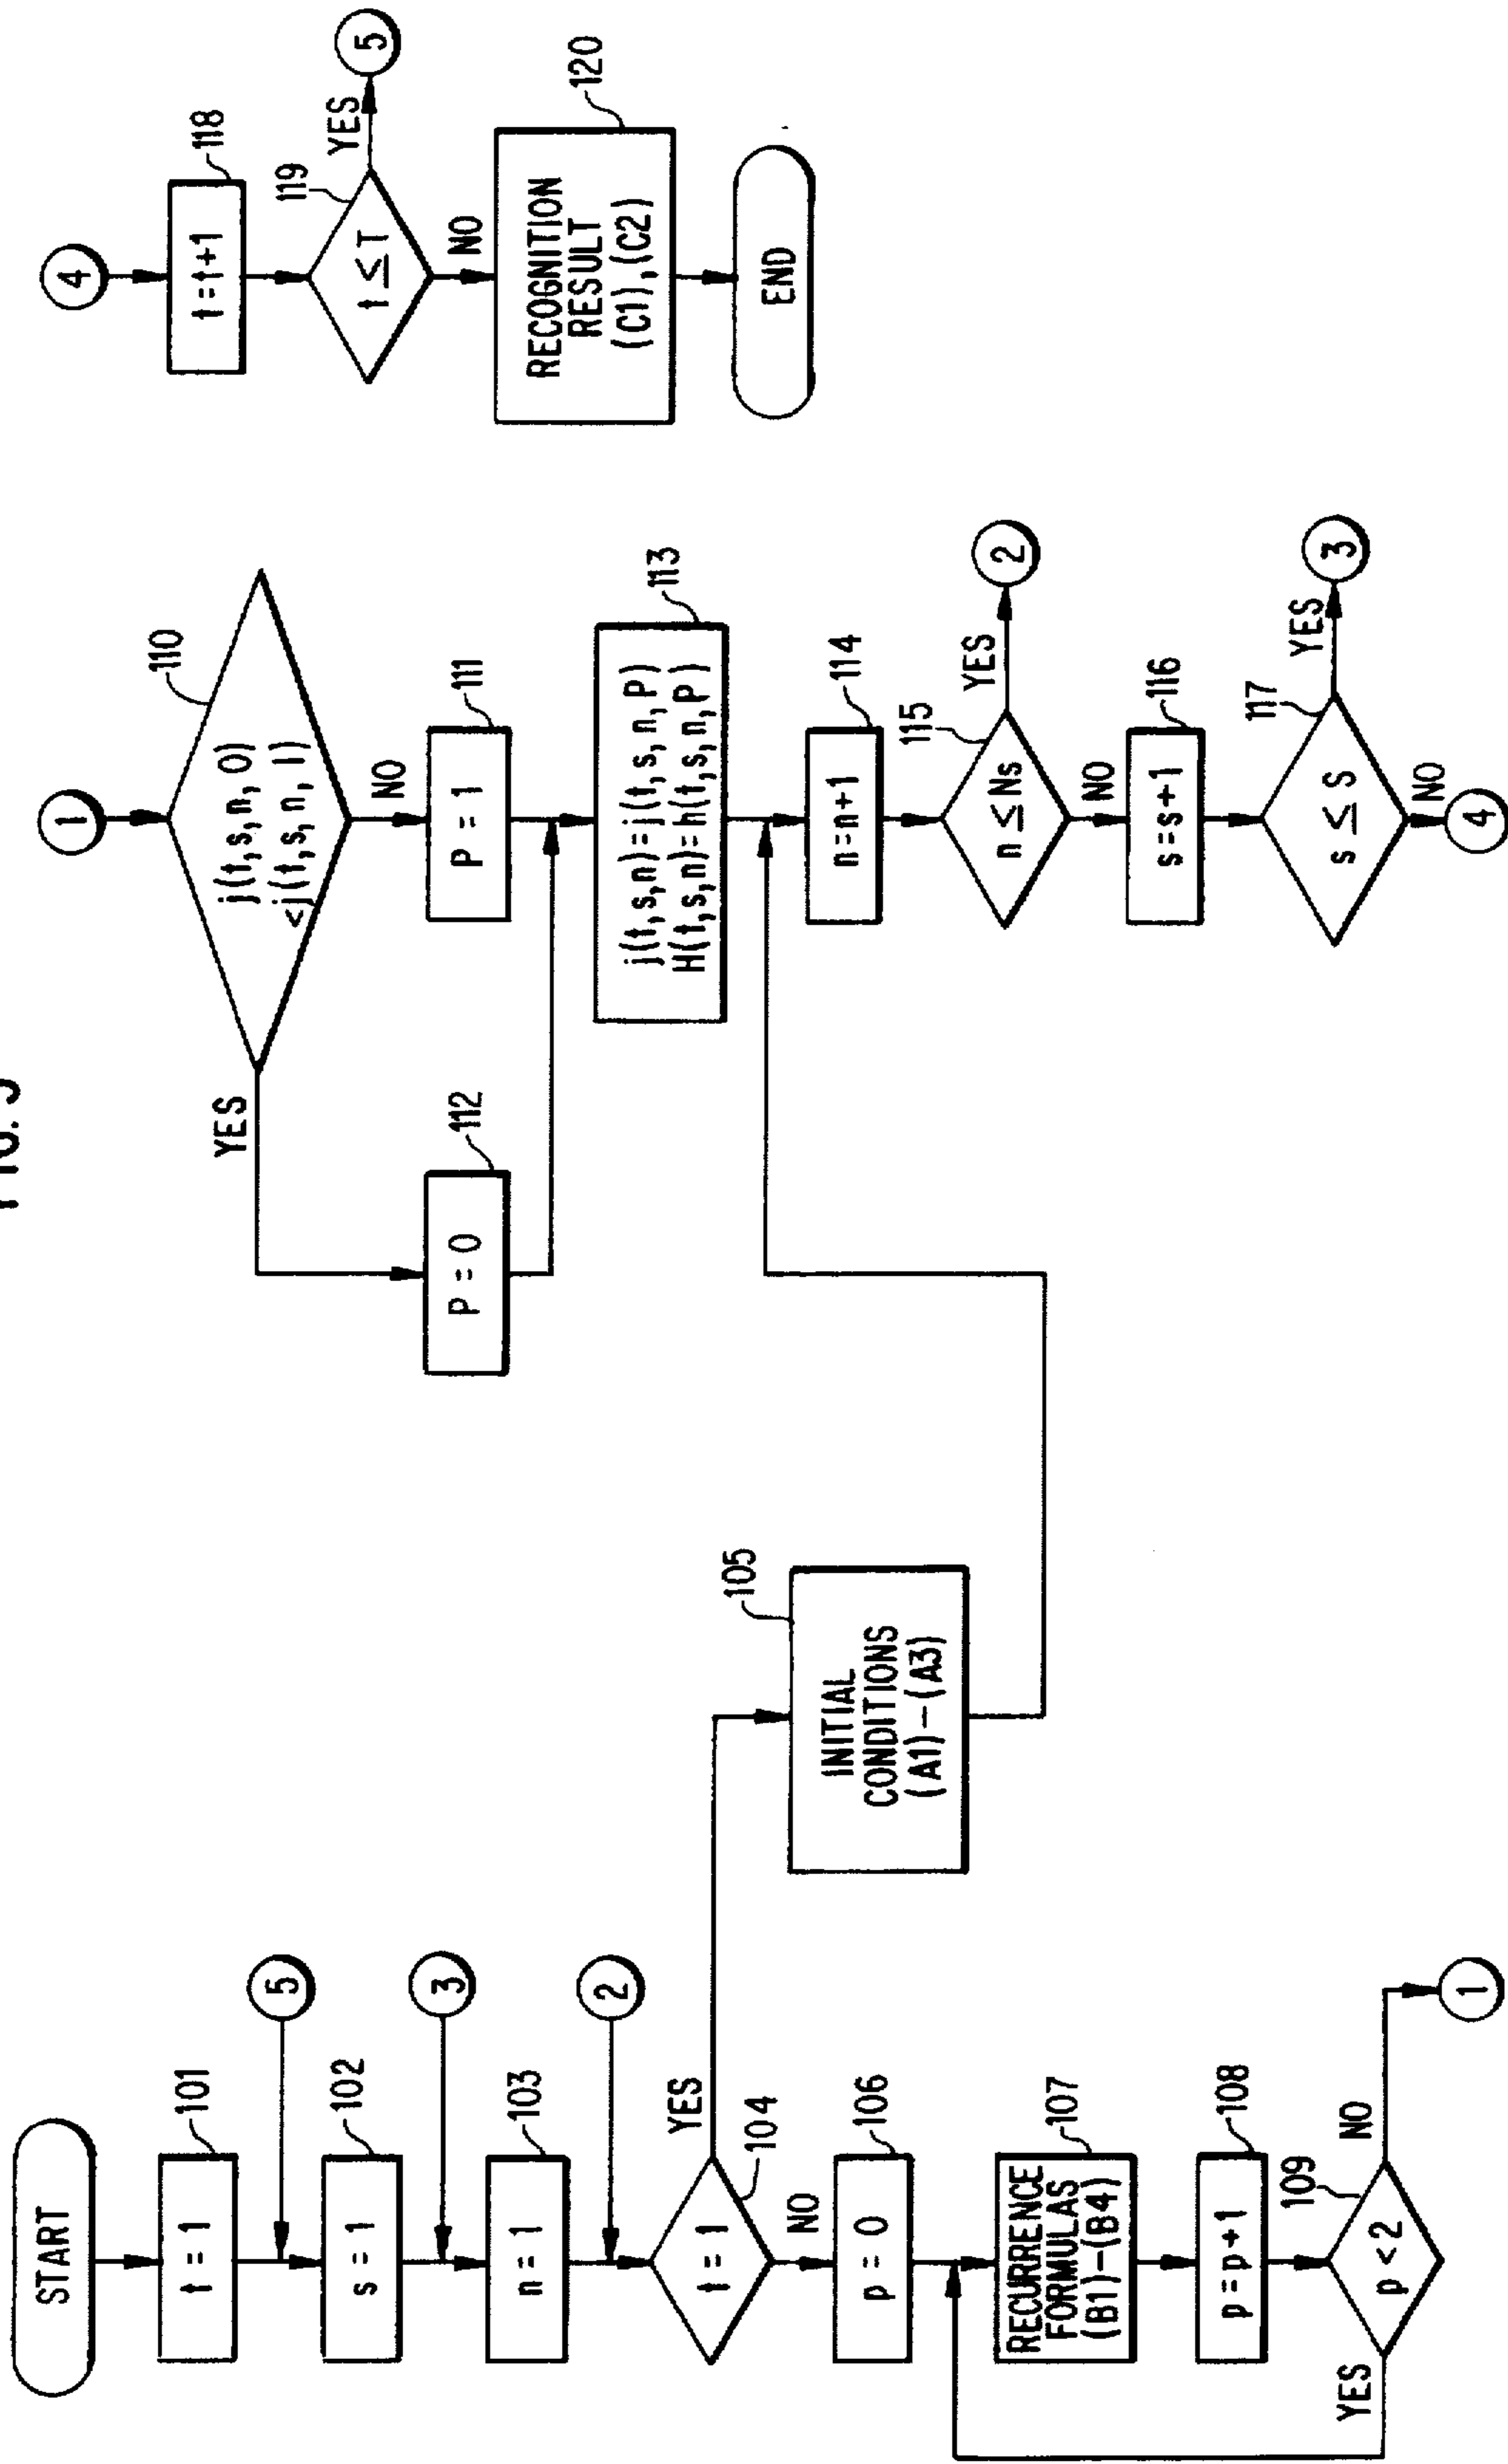 START
t = 1
101
5
s = 1
102
3
n = 1
103
2
t = 1
104
YES
NO
INITIAL
CONDITIONS
(A1)-(A3)
105
p = 0
106
RECURRENCE
FORMULAS
(B1)-(B4)
107
p=p+1
108
p < 2
109
YES
NO
1
1
j(t,s,n,0)
<j(t,s,n,1)
110
YES
NO
P = 1
111
P = 0
112
j(t,s,n)=j(t,s,n,P)
H(t,s,n)=h(t,s,n,P)
113
n=n+1
114
n ≤ Ns
115
YES
2
NO
s=s+1
116
s ≤ S
117
YES
3
NO
4
4
t=t+1
118
t ≤ T
119
YES
5
NO
RECOGNITION
RESULT
(C1),(C2)
120
END